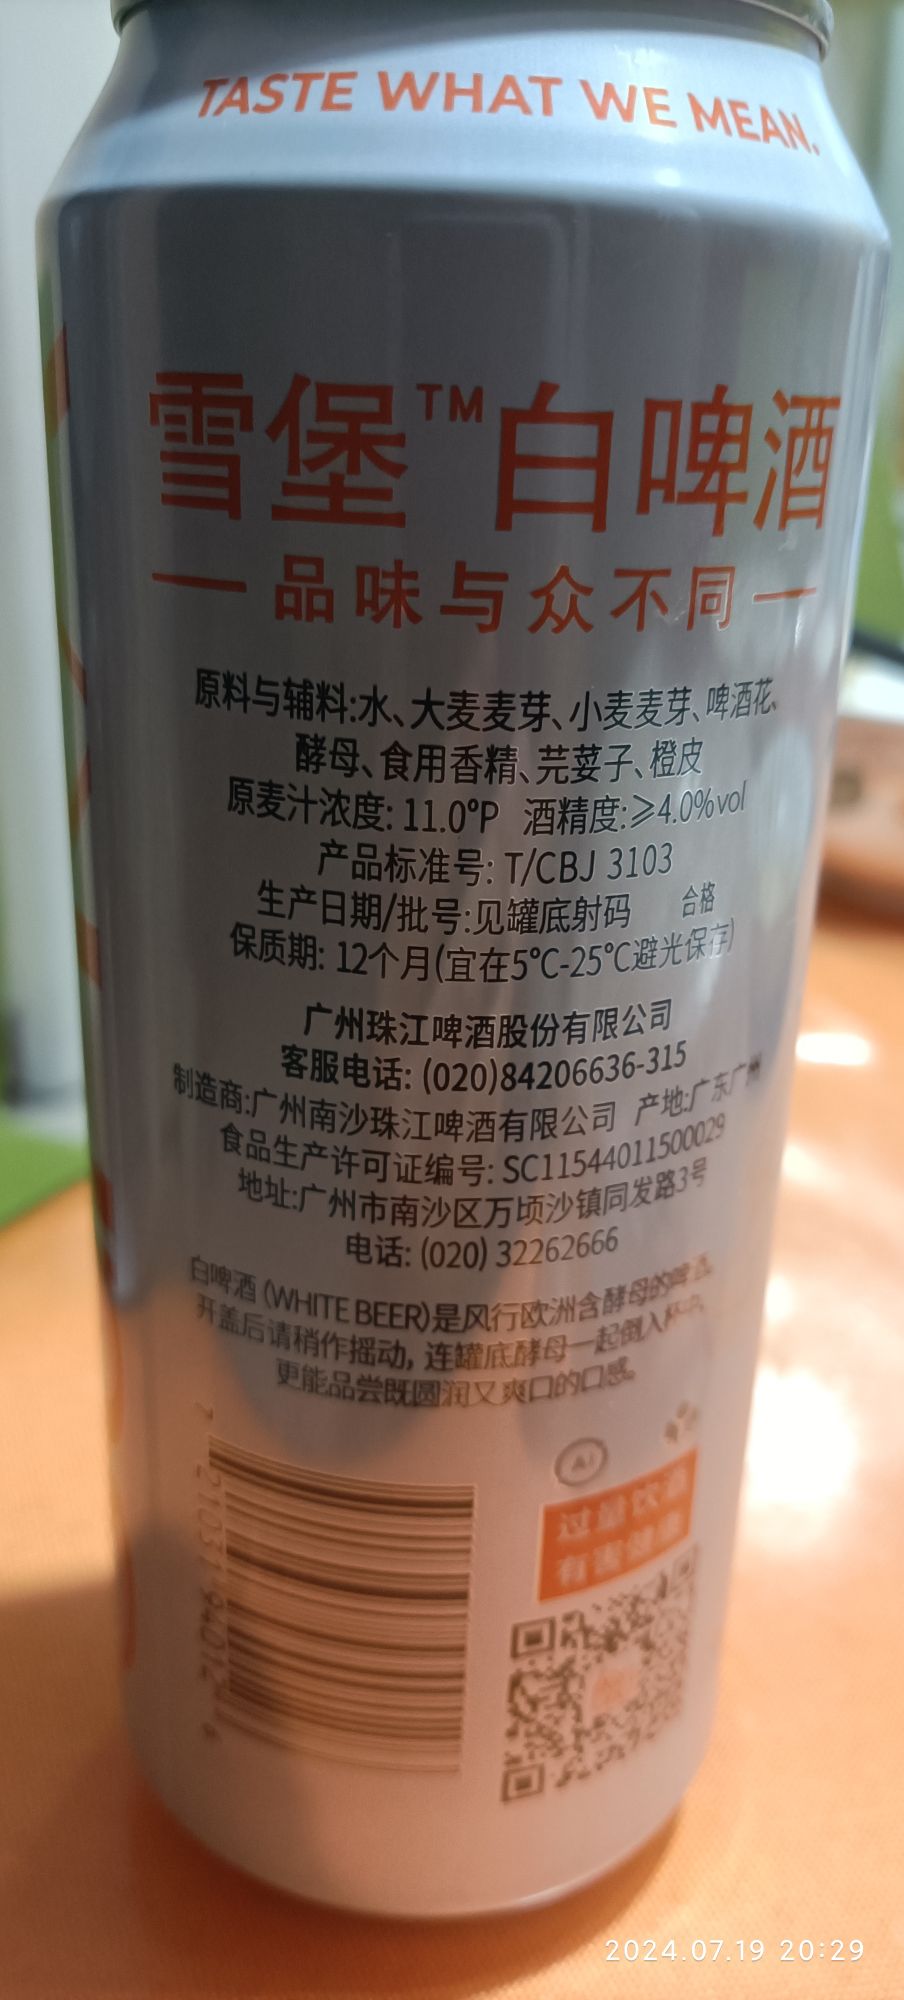 TASTE WHAT WE MEAN.
雪堡™白啤酒
— 品味与众不同 —
原料与辅料:水、大麦麦芽、小麦麦芽、啤酒花、
酵母、食用香精、芫荽子、橙皮
原麦汁浓度: 11.0°P 酒精度:≥4.0%vol
产品标准号: T/CBJ 3103
生产日期/批号:见罐底射码 合格
保质期: 12个月(宜在5℃-25℃避光保存)
广州珠江啤酒股份有限公司
客服电话: (020)84206636-315
制造商:广州南沙珠江啤酒有限公司 产地:广东广州
食品生产许可证编号: SC11544011500029
地址:广州市南沙区万顷沙镇同发路3号
电话: (020) 32262666
白啤酒 (WHITE BEER)是风行欧洲含酵母的啤酒,
开盖后请稍作摇动, 连罐底酵母一起倒入杯中,
更能品尝既圆润又爽口的口感。
Al
过量饮酒
有害健康
2024.07.19 20:29